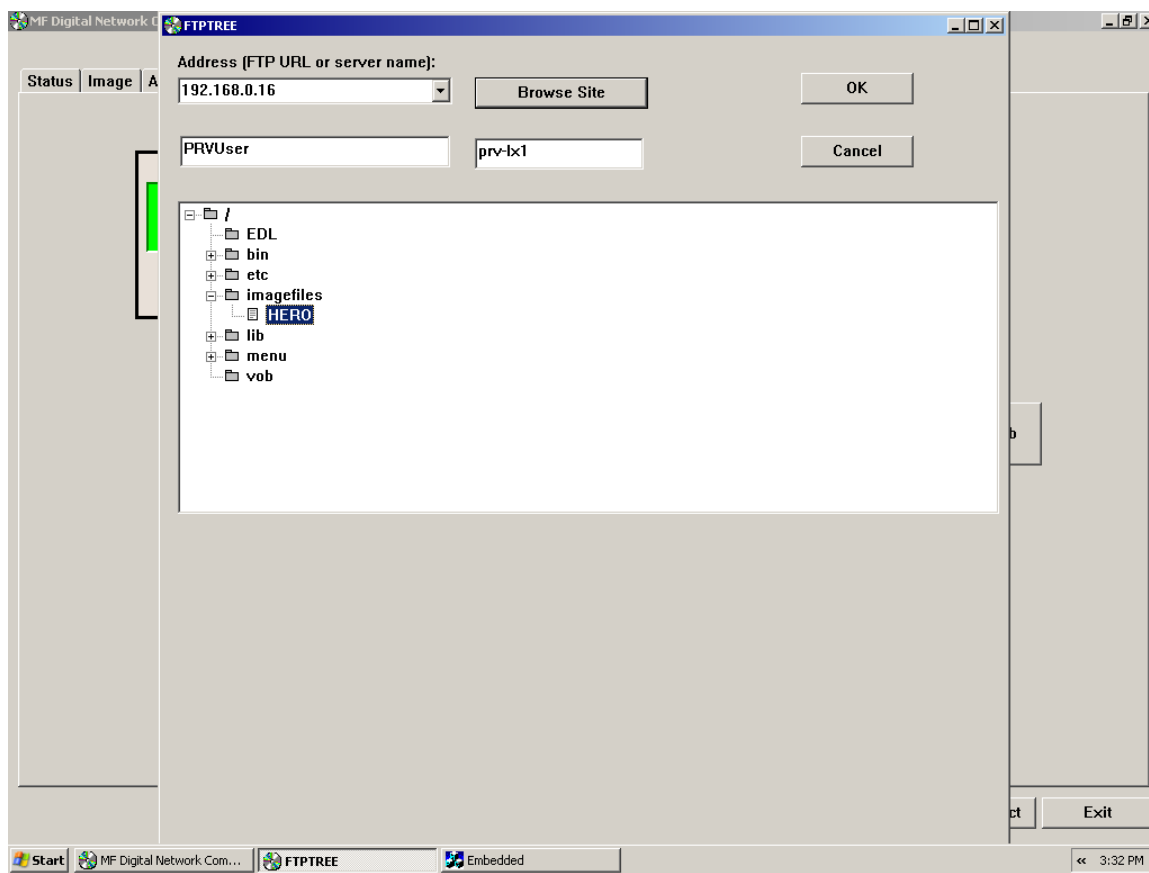 MF Digital Network C
FTPTREE
Address (FTP URL or server name):
Status Image A
192.168.0.16
Browse Site
OK
PRVUser
prv-lx1
Cancel
/
EDL
bin
etc
imagefiles
HERO
lib
menu
vob
b
ct
Exit
Start
MF Digital Network Com...
FTPTREE
Embedded
« 3:32 PM